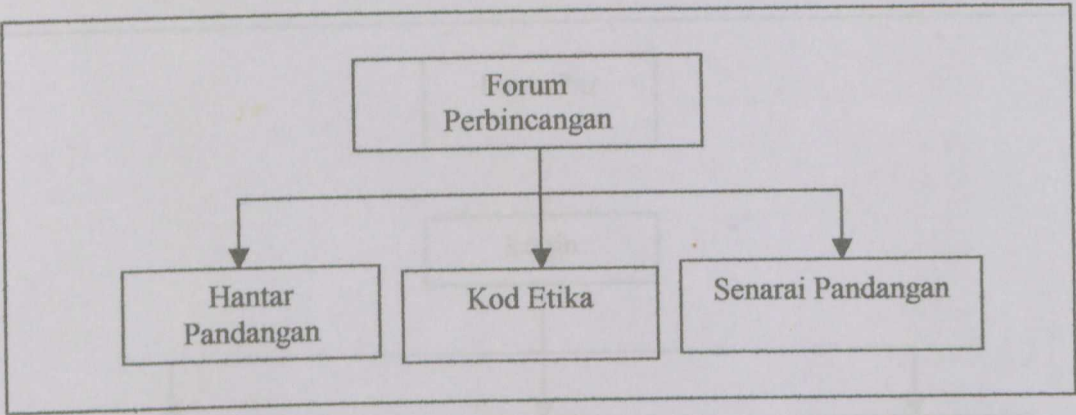 Forum
Perbincangan
Hantar
Pandangan
Kod Etika
Senarai Pandangan